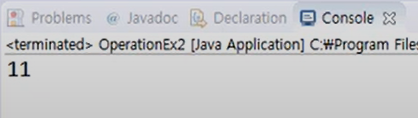 Problems @ Javadoc Declaration Console
<terminated> OperationEx2 [Java Application] C:₩Program Files
11